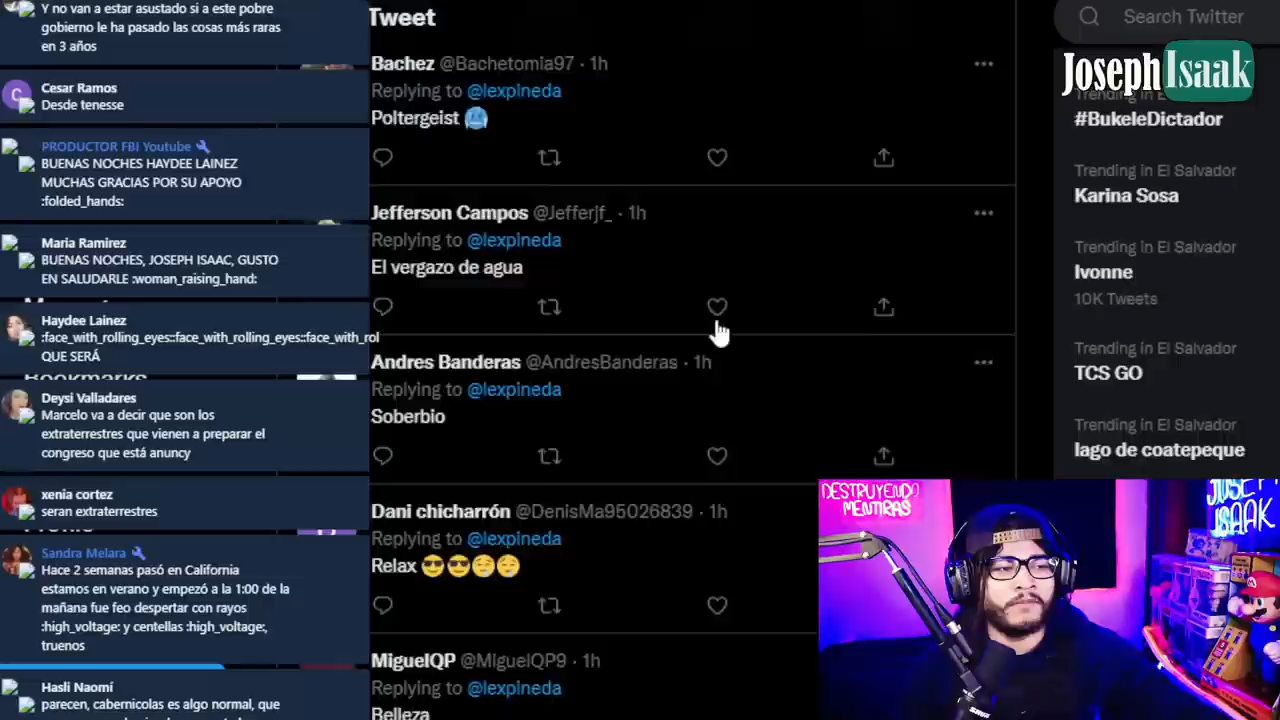 Y no van a estar asustado si a este pobre
gobierno le ha pasado las cosas más raras
en 3 años
Cesar Ramos
Desde tenesse
PRODUCTOR FBI Youtube
BUENAS NOCHES HAYDEE LAINEZ
MUCHAS GRACIAS POR SU APOYO
:folded_hands:
Maria Ramirez
BUENAS NOCHES, JOSEPH ISAAC, GUSTO
EN SALUDARLE :woman_raising_hand:
Haydee Lainez
:face_with_rolling_eyes::face_with_rolling_eyes::face_with_rol
QUE SERÁ
Bookmarks
Deysi Valladares
Marcelo va a decir que son los
extraterrestres que vienen a preparar el
congreso que está anuncy
xenia cortez
seran extraterrestres
Sandra Melara
Hace 2 semanas pasó en California
estamos en verano y empezó a la 1:00 de la
mañana fue feo despertar con rayos
:high_voltage: y centellas :high_voltage:,
truenos
Hasli Naomí
parecen, cabernicolas es algo normal, que
Tweet
Bachez @Bachetomia97 · 1h
Replying to @lexpineda
Poltergeist 🥶
Jefferson Campos @Jefferjf_ · 1h
Replying to @lexpineda
El vergazo de agua
Andres Banderas @AndresBanderas · 1h
Replying to @lexpineda
Soberbio
Dani chicharrón @DenisMa95026839 · 1h
Replying to @lexpineda
Relax 😎😎😌😌
MiguelQP @MiguelQP9 · 1h
Replying to @lexpineda
Belleza
Search Twitter
Joseph Isaak
Trending in E
#BukeleDictador
Trending in El Salvador
Karina Sosa
Trending in El Salvador
Ivonne
10K Tweets
Trending in El Salvador
TCS GO
Trending in El Salvador
lago de coatepeque
DESTRUYENDO
MENTIRAS
JOSEPH
ISAAK